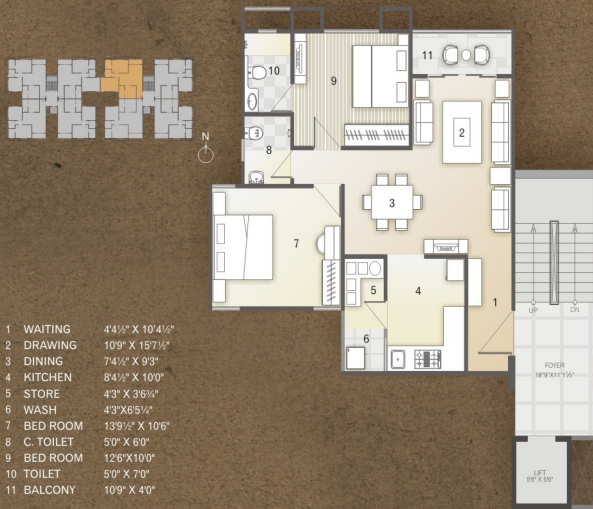 N
10
9
11
2
8
3
7
5
4
6
1
A
A
UP
DN
FOYER
LIFT
5'6" X 5'6"
1 WAITING 4'4½" X 10'4½"
2 DRAWING 10'9" X 15'7½"
3 DINING 7'4½" X 9'3"
4 KITCHEN 8'4½" X 10'0"
5 STORE 4'3" X 3'6¾"
6 WASH 4'3"X6'5¼"
7 BED ROOM 13'9½" X 10'6"
8 C. TOILET 5'0" X 6'0"
9 BED ROOM 12'6"X10'0"
10 TOILET 5'0" X 7'0"
11 BALCONY 10'9" X 4'0"